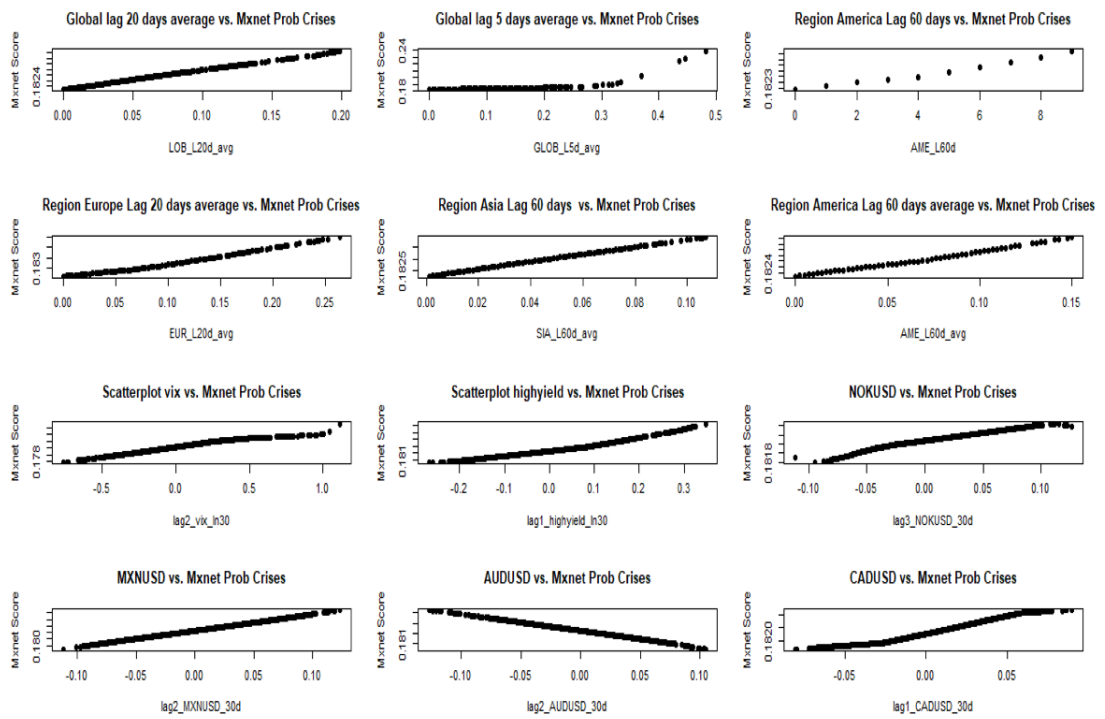 Global lag 20 days average vs. Mxnet Prob Crises
Mxnet Score
0.1824
0.00 0.05 0.10 0.15 0.20
LOB_L20d_avg
Global lag 5 days average vs. Mxnet Prob Crises
Mxnet Score
0.18 0.24
0.0 0.1 0.2 0.3 0.4 0.5
GLOB_L5d_avg
Region America Lag 60 days vs. Mxnet Prob Crises
Mxnet Score
0.1823
0 2 4 6 8
AME_L60d
Region Europe Lag 20 days average vs. Mxnet Prob Crises
Mxnet Score
0.183
0.00 0.05 0.10 0.15 0.20 0.25
EUR_L20d_avg
Region Asia Lag 60 days vs. Mxnet Prob Crises
Mxnet Score
0.1825
0.00 0.02 0.04 0.06 0.08 0.10
SIA_L60d_avg
Region America Lag 60 days average vs. Mxnet Prob Crises
Mxnet Score
0.1824
0.00 0.05 0.10 0.15
AME_L60d_avg
Scatterplot vix vs. Mxnet Prob Crises
Mxnet Score
0.178
-0.5 0.0 0.5 1.0
lag2_vix_ln30
Scatterplot highyield vs. Mxnet Prob Crises
Mxnet Score
0.181
-0.2 -0.1 0.0 0.1 0.2 0.3
lag1_highyield_ln30
NOKUSD vs. Mxnet Prob Crises
Mxnet Score
0.1818
-0.10 -0.05 0.00 0.05 0.10
lag3_NOKUSD_30d
MXNUSD vs. Mxnet Prob Crises
Mxnet Score
0.180
-0.10 -0.05 0.00 0.05 0.10
lag2_MXNUSD_30d
AUDUSD vs. Mxnet Prob Crises
Mxnet Score
0.181
-0.10 -0.05 0.00 0.05 0.10
lag2_AUDUSD_30d
CADUSD vs. Mxnet Prob Crises
Mxnet Score
0.1820
-0.05 0.00 0.05
lag1_CADUSD_30d